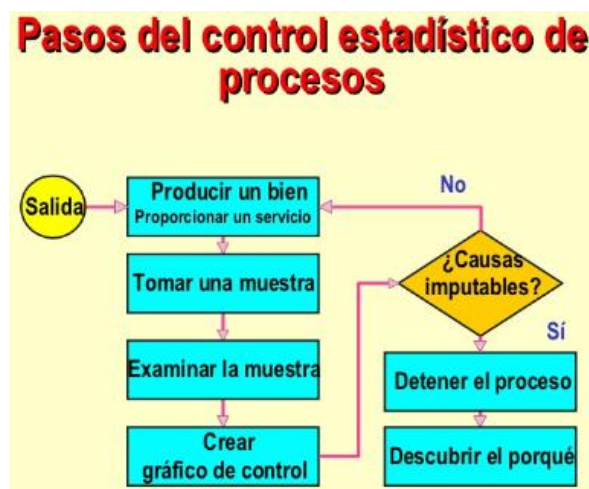 Pasos del control estadístico de
procesos
Salida
Producir un bien
Proporcionar un servicio
Tomar una muestra
Examinar la muestra
Crear
gráfico de control
No
¿Causas
imputables?
Sí
Detener el proceso
Descubrir el porqué